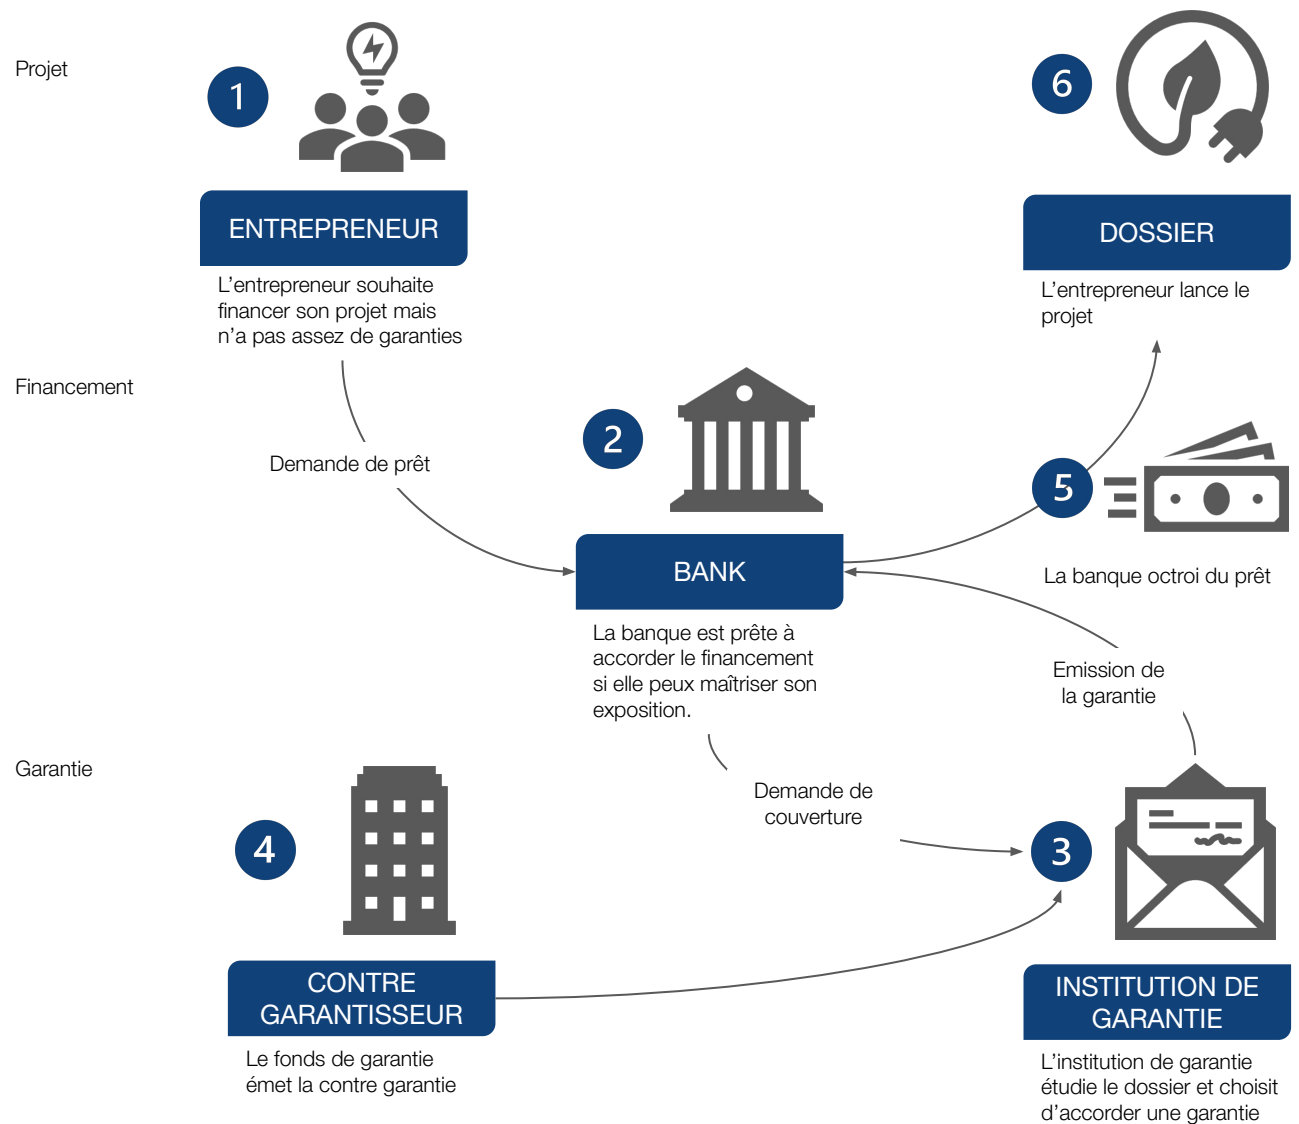 Projet
1
ENTREPRENEUR
L’entrepreneur souhaite
financer son projet mais
n’a pas assez de garanties
6
DOSSIER
L’entrepreneur lance le
projet
Financement
Demande de prêt
2
BANK
La banque est prête à
accorder le financement
si elle peux maîtriser son
exposition.
5
La banque octroi du prêt
Emission de
la garantie
Garantie
Demande de
couverture
4
CONTRE
GARANTISSEUR
Le fonds de garantie
émet la contre garantie
3
INSTITUTION DE
GARANTIE
L’institution de garantie
étudie le dossier et choisit
d’accorder une garantie